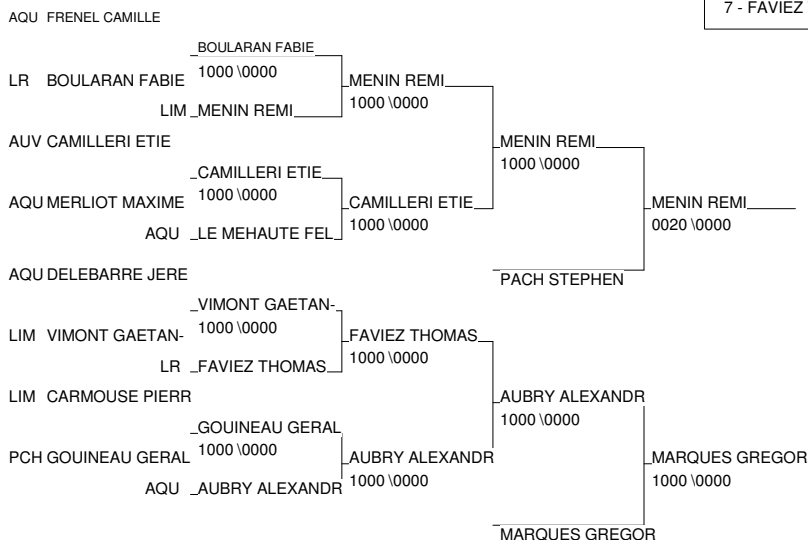 7 - FAVIEZ
AQU FRENEL CAMILLE
BOULARAN FABIE
LR BOULARAN FABIE 1000 \0000 MENIN REMI
LIM MENIN REMI 1000 \0000
AUV CAMILLERI ETIE MENIN REMI
CAMILLERI ETIE 1000 \0000
AQU MERLIOT MAXIME 1000 \0000 CAMILLERI ETIE MENIN REMI
AQU LE MEHAUTE FEL 1000 \0000 0020 \0000
AQU DELEBARRE JERE PACH STEPHEN
VIMONT GAETAN-
LIM VIMONT GAETAN- 1000 \0000 FAVIEZ THOMAS
LR FAVIEZ THOMAS 1000 \0000
LIM CARMOUSE PIERR AUBRY ALEXANDR
GOUINEAU GERAL 1000 \0000
PCH GOUINEAU GERAL 1000 \0000 AUBRY ALEXANDR MARQUES GREGOR
AQU AUBRY ALEXANDR 1000 \0000 1000 \0000
MARQUES GREGOR